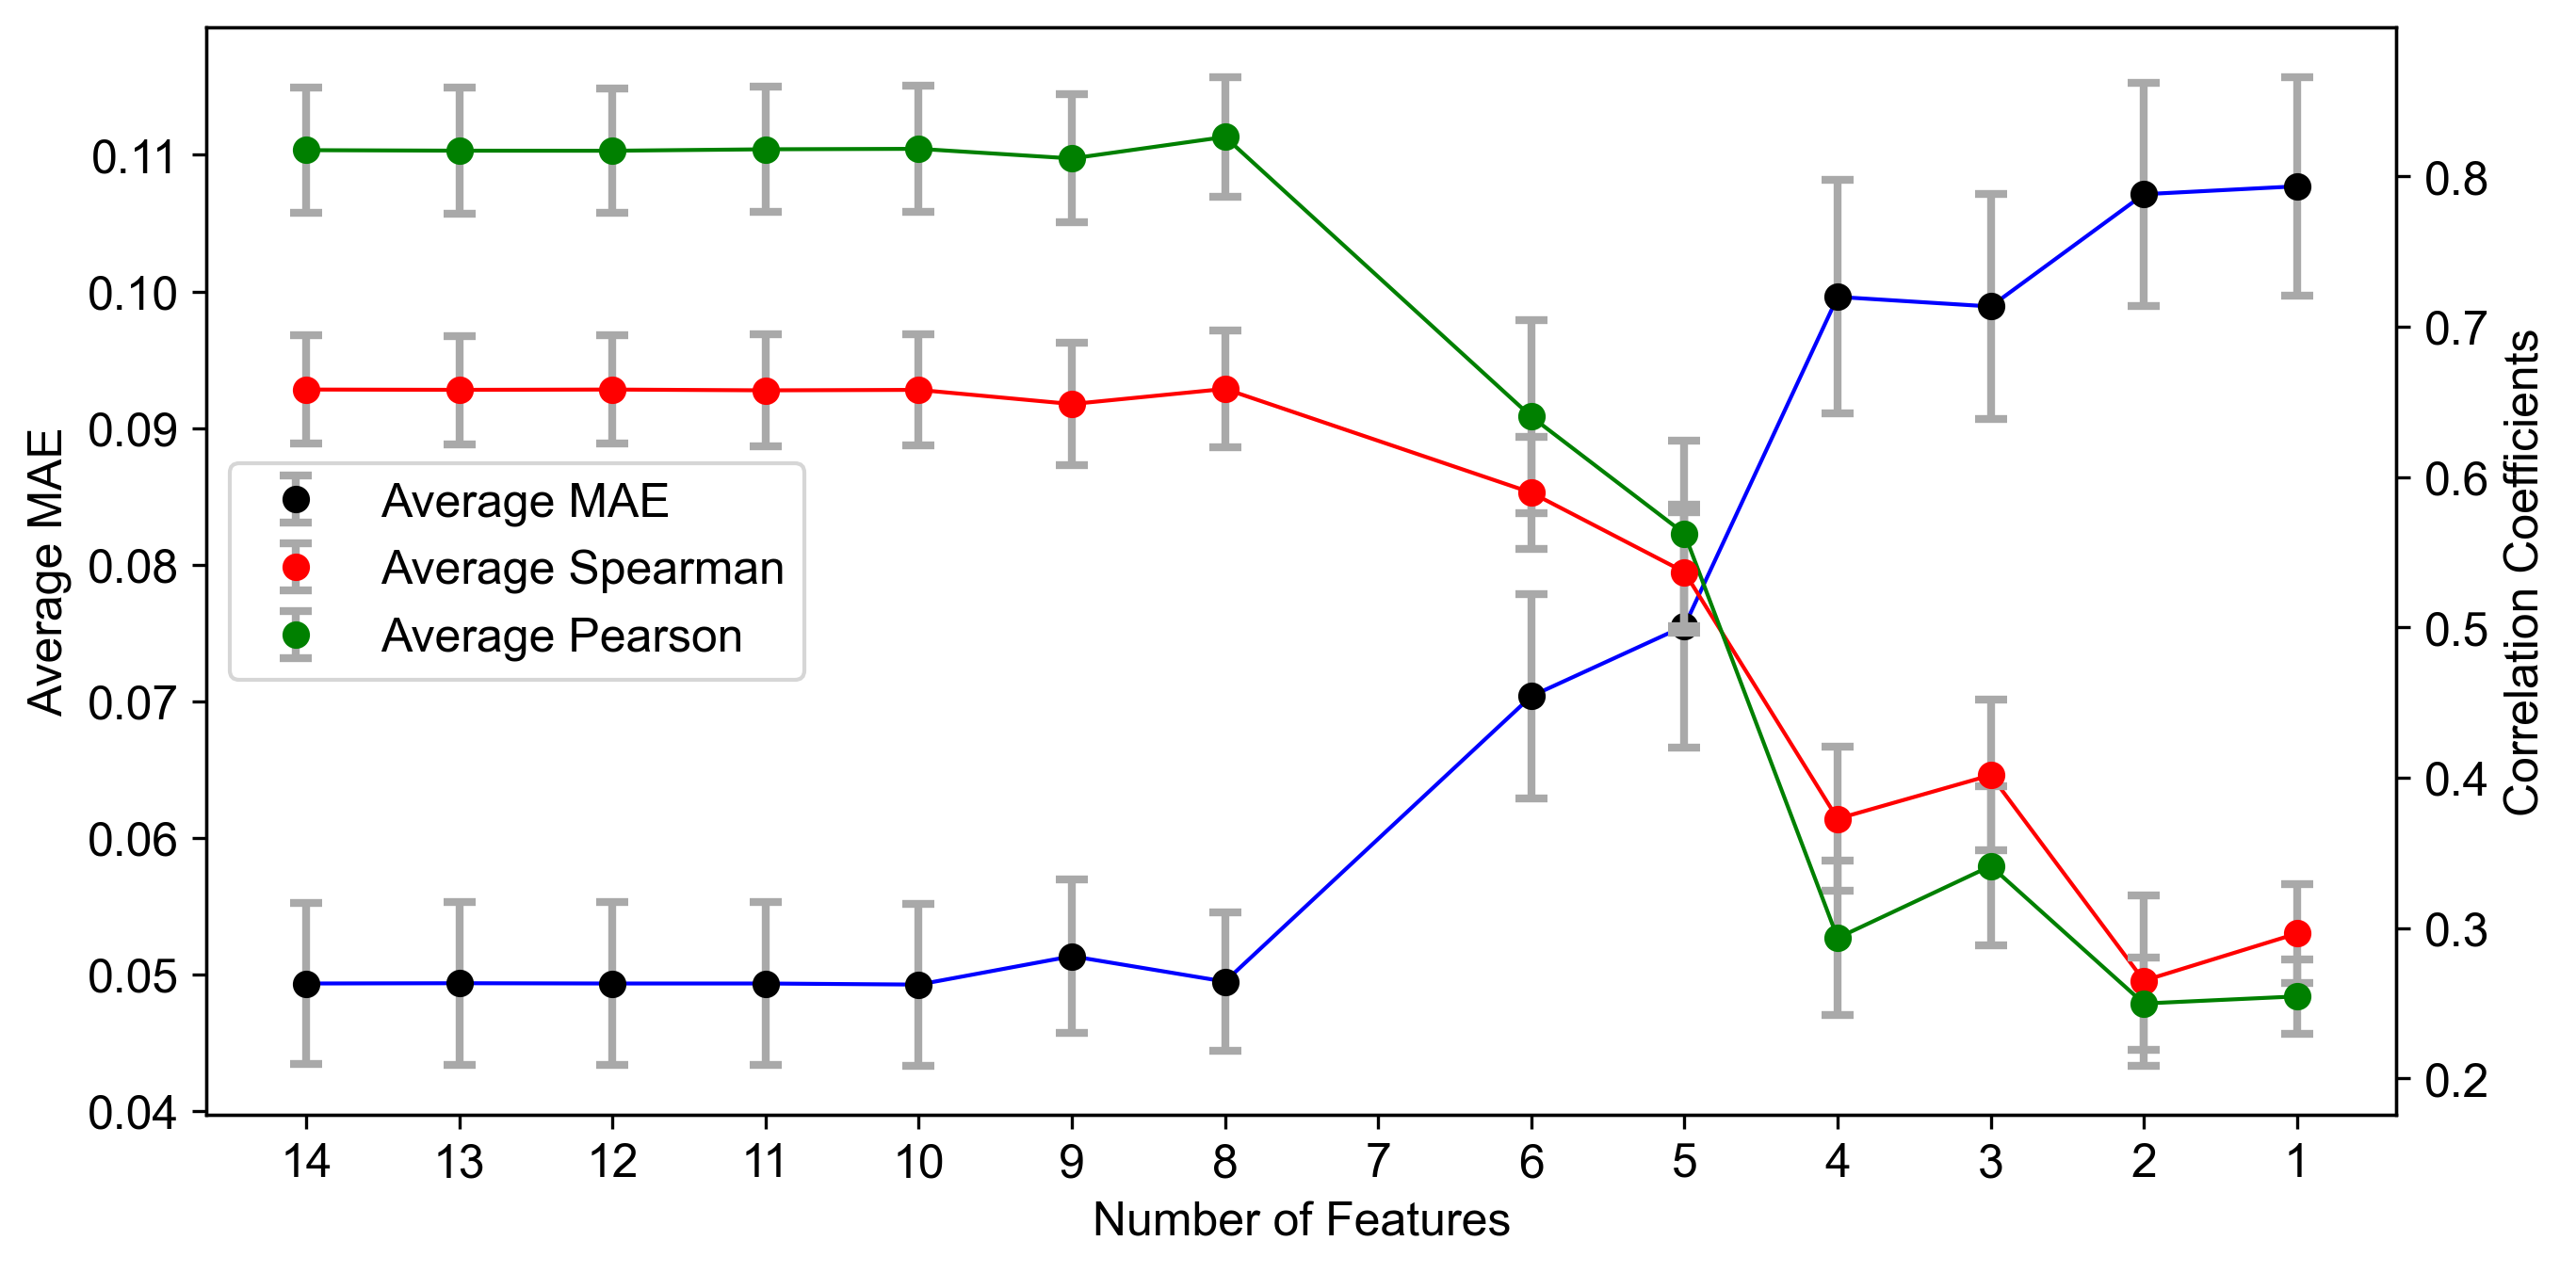 Average MAE
0.11
0.10
0.09
0.08
0.07
0.06
0.05
0.04
Average MAE
Average Spearman
Average Pearson
0.8
0.7
0.6
0.5
0.4
0.3
0.2
Correlation Coefficients
14 13 12 11 10 9 8 7 6 5 4 3 2 1
Number of Features